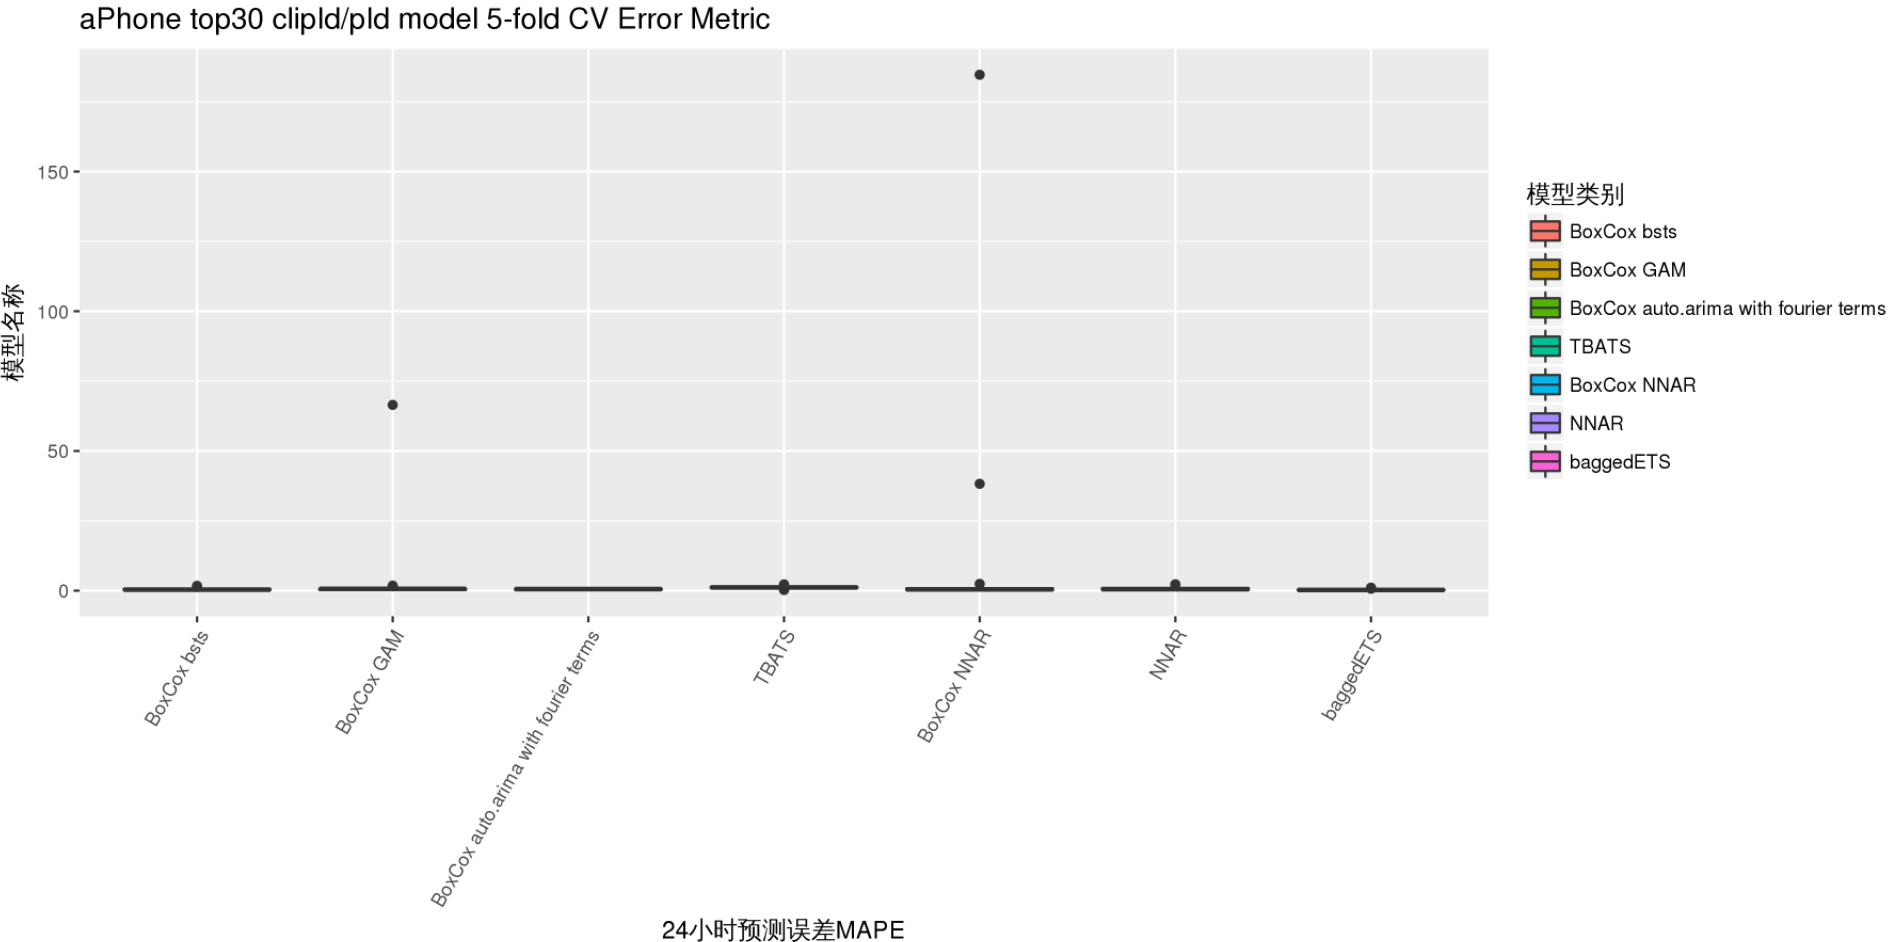 aPhone top30 clipId/pId model 5-fold CV Error Metric
模型名称
150
100
50
0
BoxCox bsts
BoxCox GAM
BoxCox auto.arima with fourier terms
TBATS
BoxCox NNAR
NNAR
baggedETS
24小时预测误差MAPE
模型类别
BoxCox bsts
BoxCox GAM
BoxCox auto.arima with fourier terms
TBATS
BoxCox NNAR
NNAR
baggedETS